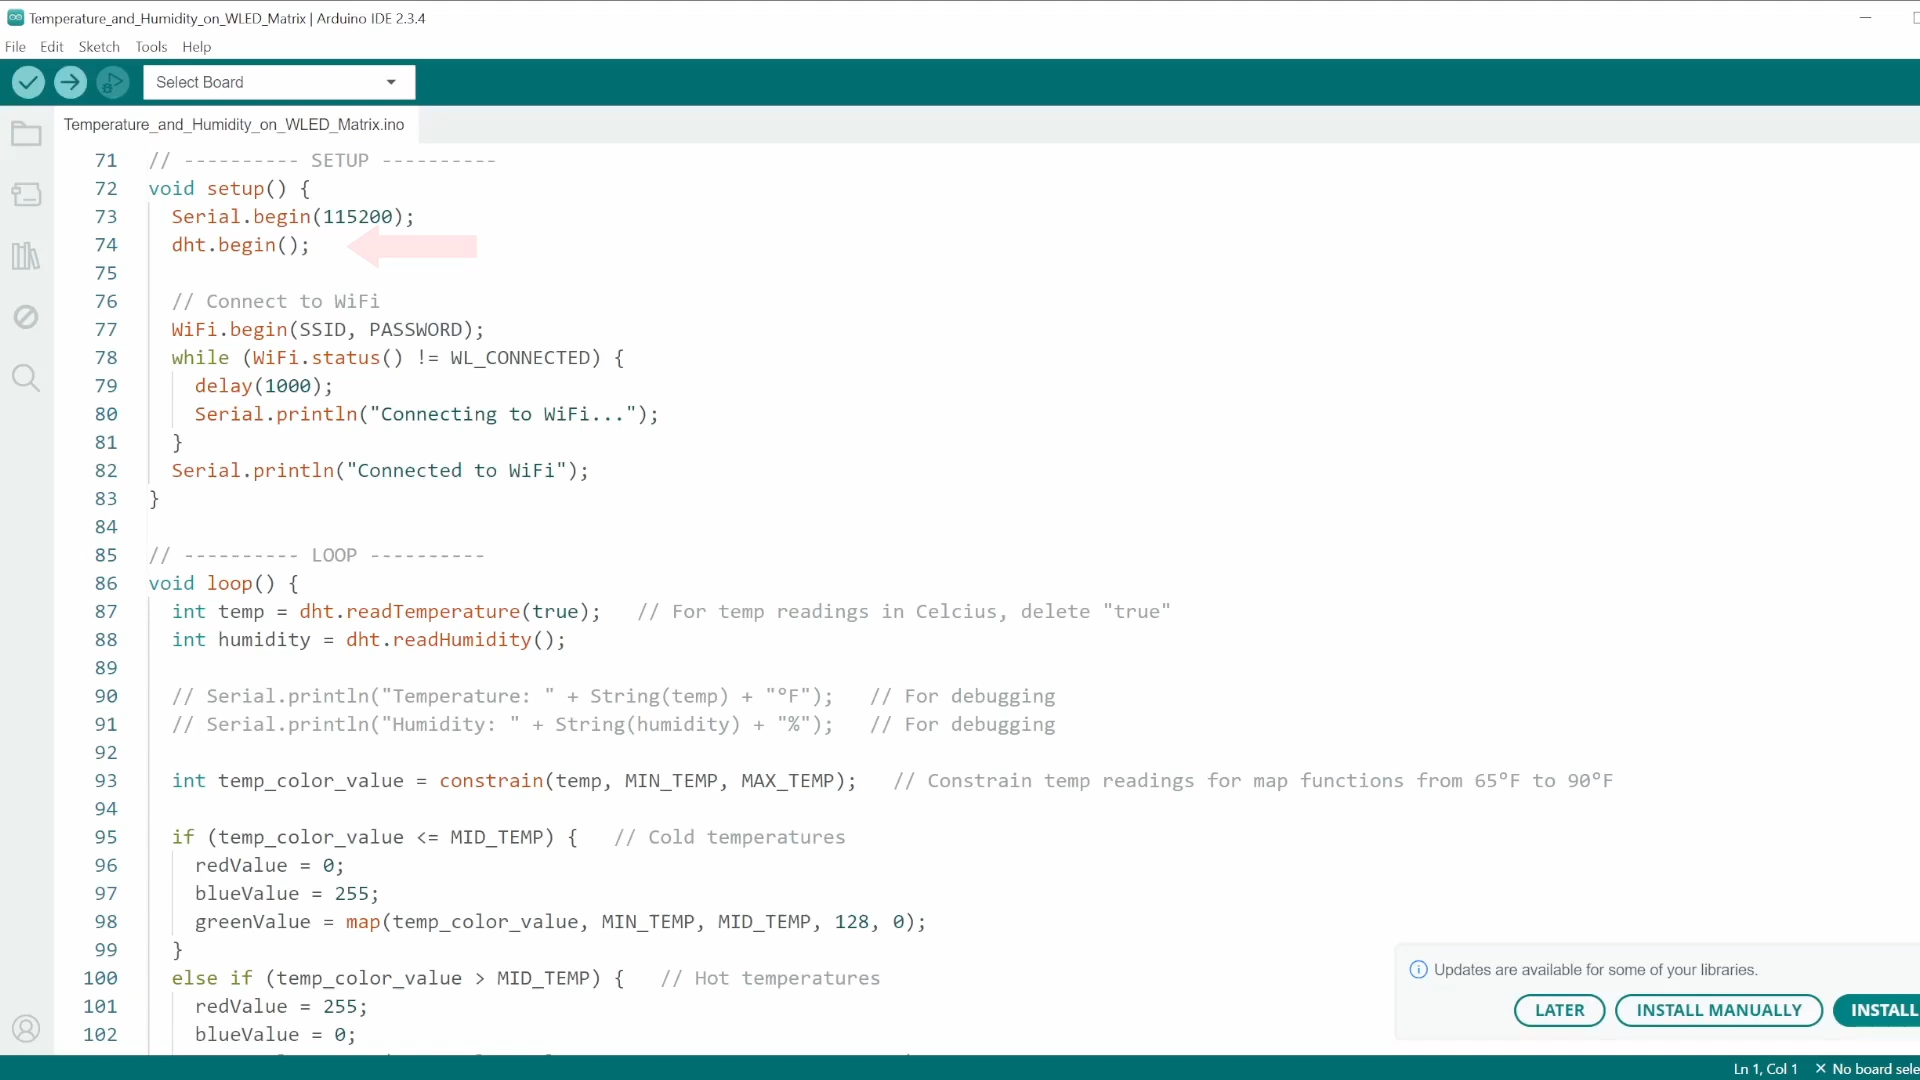 Temperature_and_Humidity_on_WLED_Matrix | Arduino IDE 2.3.4
File Edit Sketch Tools Help
Select Board
Temperature_and_Humidity_on_WLED_Matrix.ino
71 // ---------- SETUP ----------
72 void setup() {
73 Serial.begin(115200);
74 dht.begin();
75
76 // Connect to WiFi
77 WiFi.begin(SSID, PASSWORD);
78 while (WiFi.status() != WL_CONNECTED) {
79 delay(1000);
80 Serial.println("Connecting to WiFi...");
81 }
82 Serial.println("Connected to WiFi");
83 }
84
85 // ---------- LOOP ----------
86 void loop() {
87 int temp = dht.readTemperature(true); // For temp readings in Celcius, delete "true"
88 int humidity = dht.readHumidity();
89
90 // Serial.println("Temperature: " + String(temp) + "°F"); // For debugging
91 // Serial.println("Humidity: " + String(humidity) + "%"); // For debugging
92
93 int temp_color_value = constrain(temp, MIN_TEMP, MAX_TEMP); // Constrain temp readings for map functions from 65°F to 90°F
94
95 if (temp_color_value <= MID_TEMP) { // Cold temperatures
96 redValue = 0;
97 blueValue = 255;
98 greenValue = map(temp_color_value, MIN_TEMP, MID_TEMP, 128, 0);
99 }
100 else if (temp_color_value > MID_TEMP) { // Hot temperatures
101 redValue = 255;
102 blueValue = 0;
Updates are available for some of your libraries.
LATER INSTALL MANUALLY INSTALL
Ln 1, Col 1 × No board sele